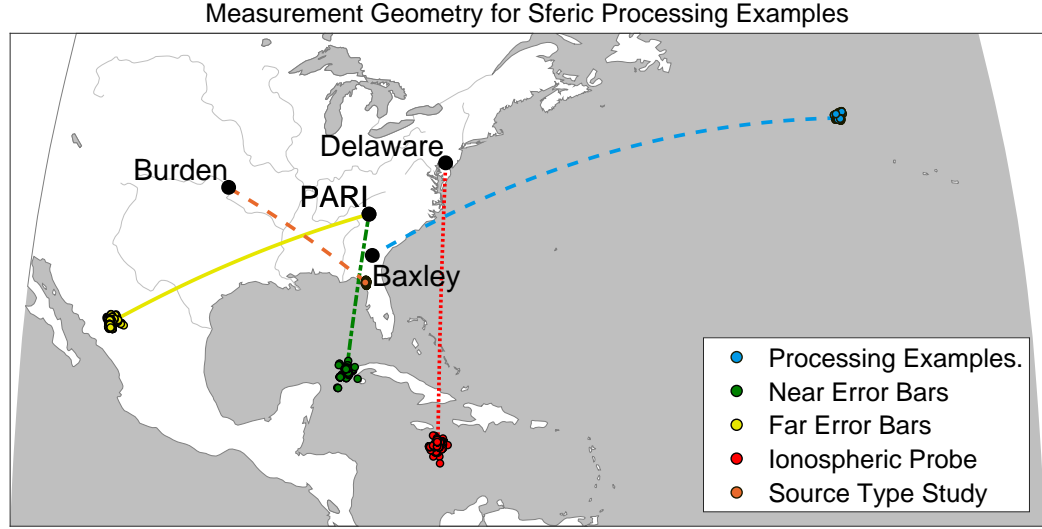 Measurement Geometry for Sferic Processing Examples
Delaware
Burden
PARI
Baxley
Processing Examples.
Near Error Bars
Far Error Bars
Ionospheric Probe
Source Type Study